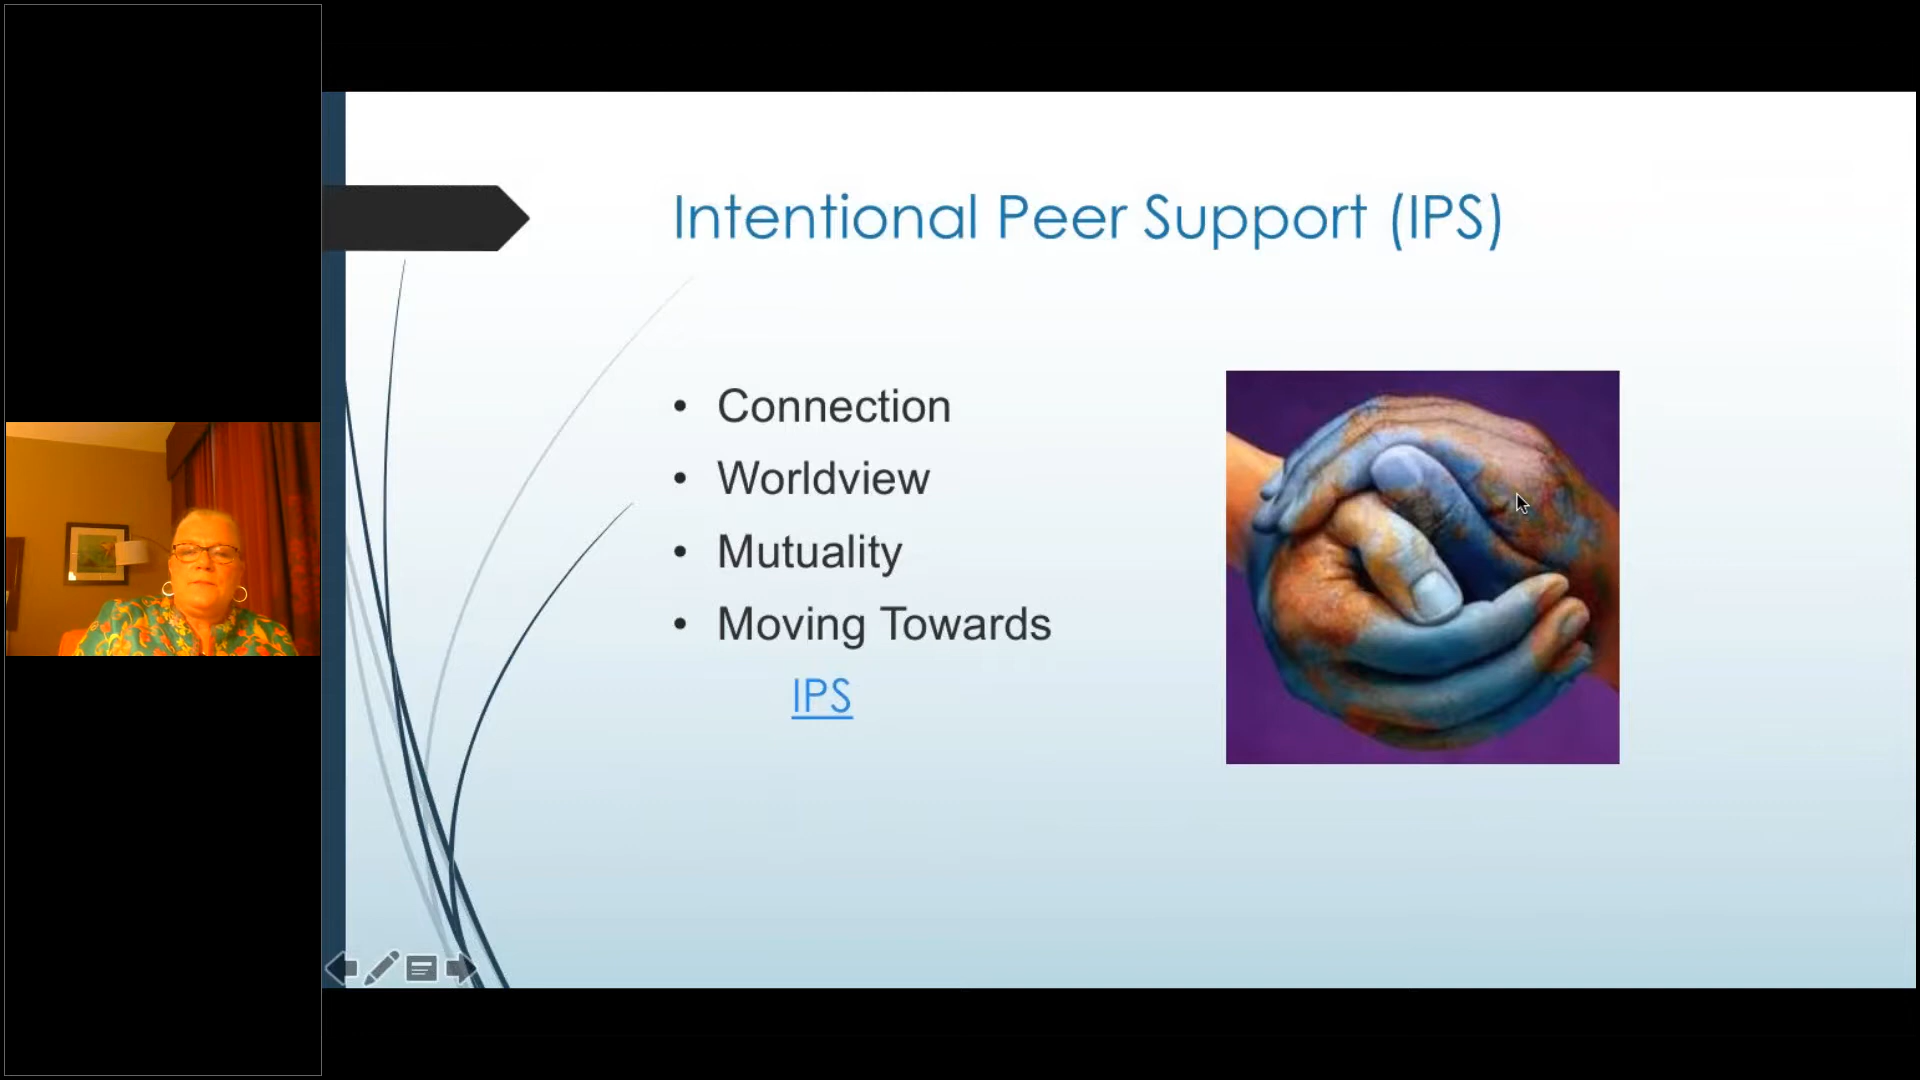 Intentional Peer Support (IPS)
• Connection
• Worldview
• Mutuality
• Moving Towards
IPS